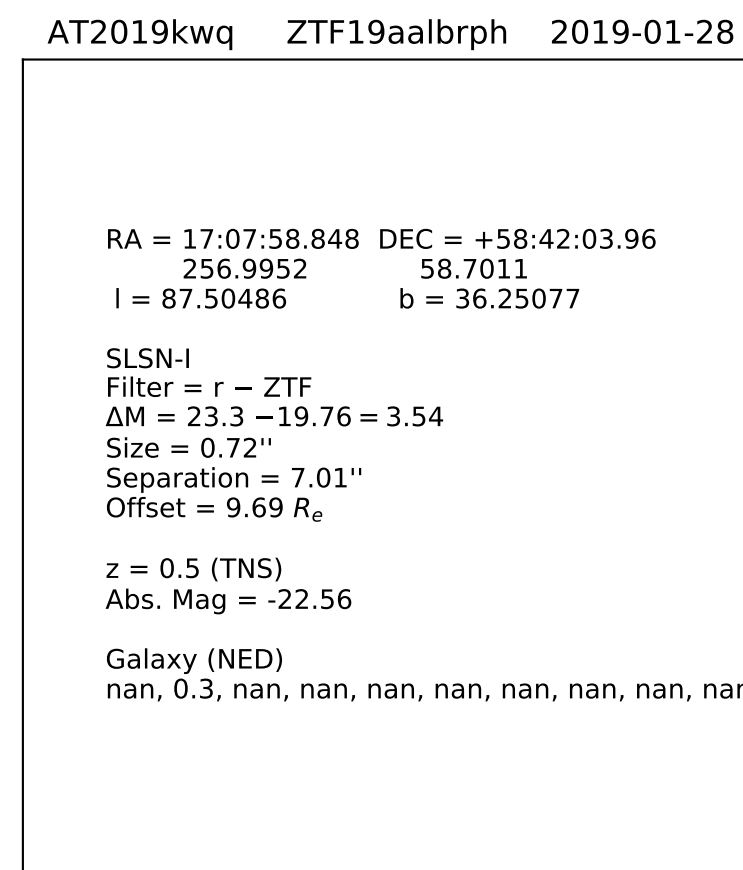 AT2019kwq ZTF19aalbrph 2019-01-28
RA = 17:07:58.848 DEC = +58:42:03.96
256.9952 58.7011
l = 87.50486 b = 36.25077
SLSN-I
Filter = r − ZTF
ΔM = 23.3 −19.76 = 3.54
Size = 0.72''
Separation = 7.01''
Offset = 9.69 Re
z = 0.5 (TNS)
Abs. Mag = -22.56
Galaxy (NED)
nan, 0.3, nan, nan, nan, nan, nan, nan, nan, nan